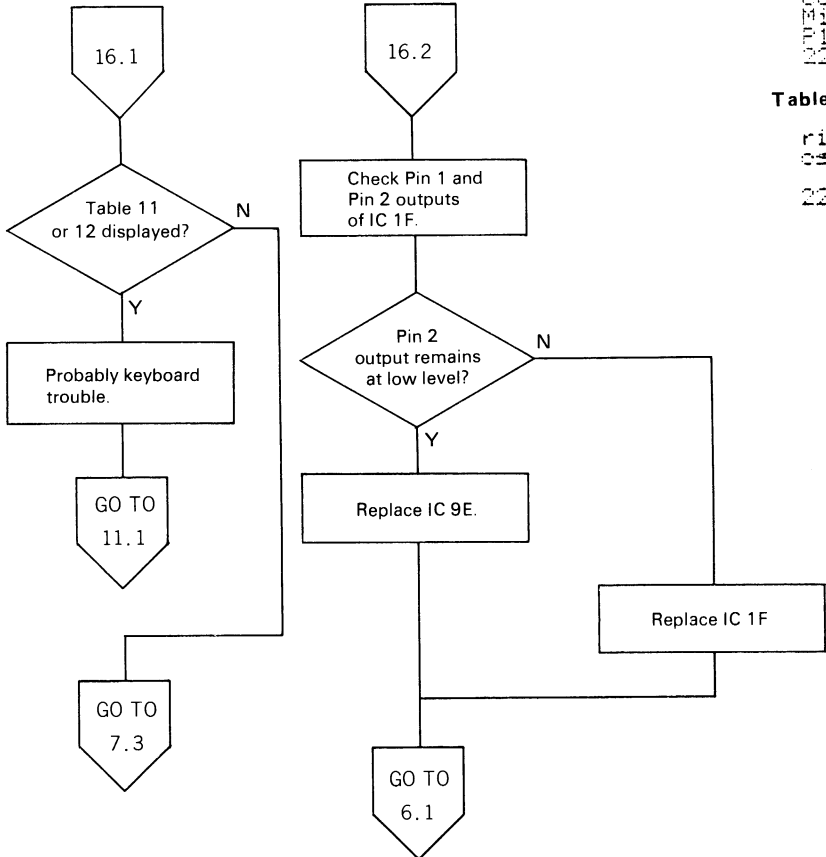 16.1
Table 11
or 12 displayed?
N
Y
Probably keyboard
trouble.
GO TO
11.1
GO TO
7.3
16.2
Check Pin 1 and
Pin 2 outputs
of IC 1F.
Pin 2
output remains
at low level?
N
Y
Replace IC 9E.
Replace IC 1F
GO TO
6.1
Table
ri
22